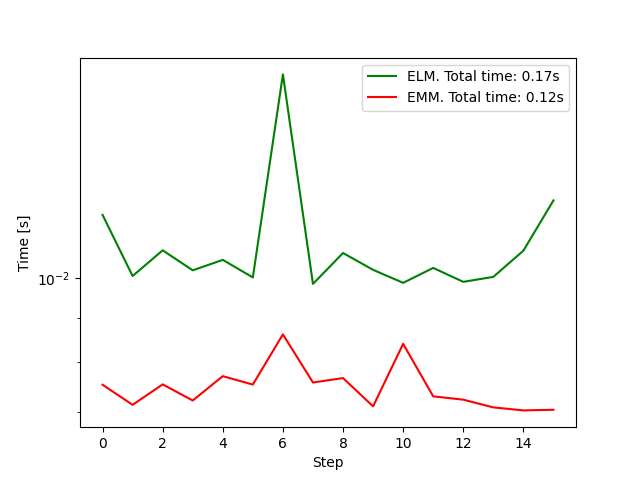 ELM. Total time: 0.17s
EMM. Total time: 0.12s
Time [s]
10⁻²
0 2 4 6 8 10 12 14
Step